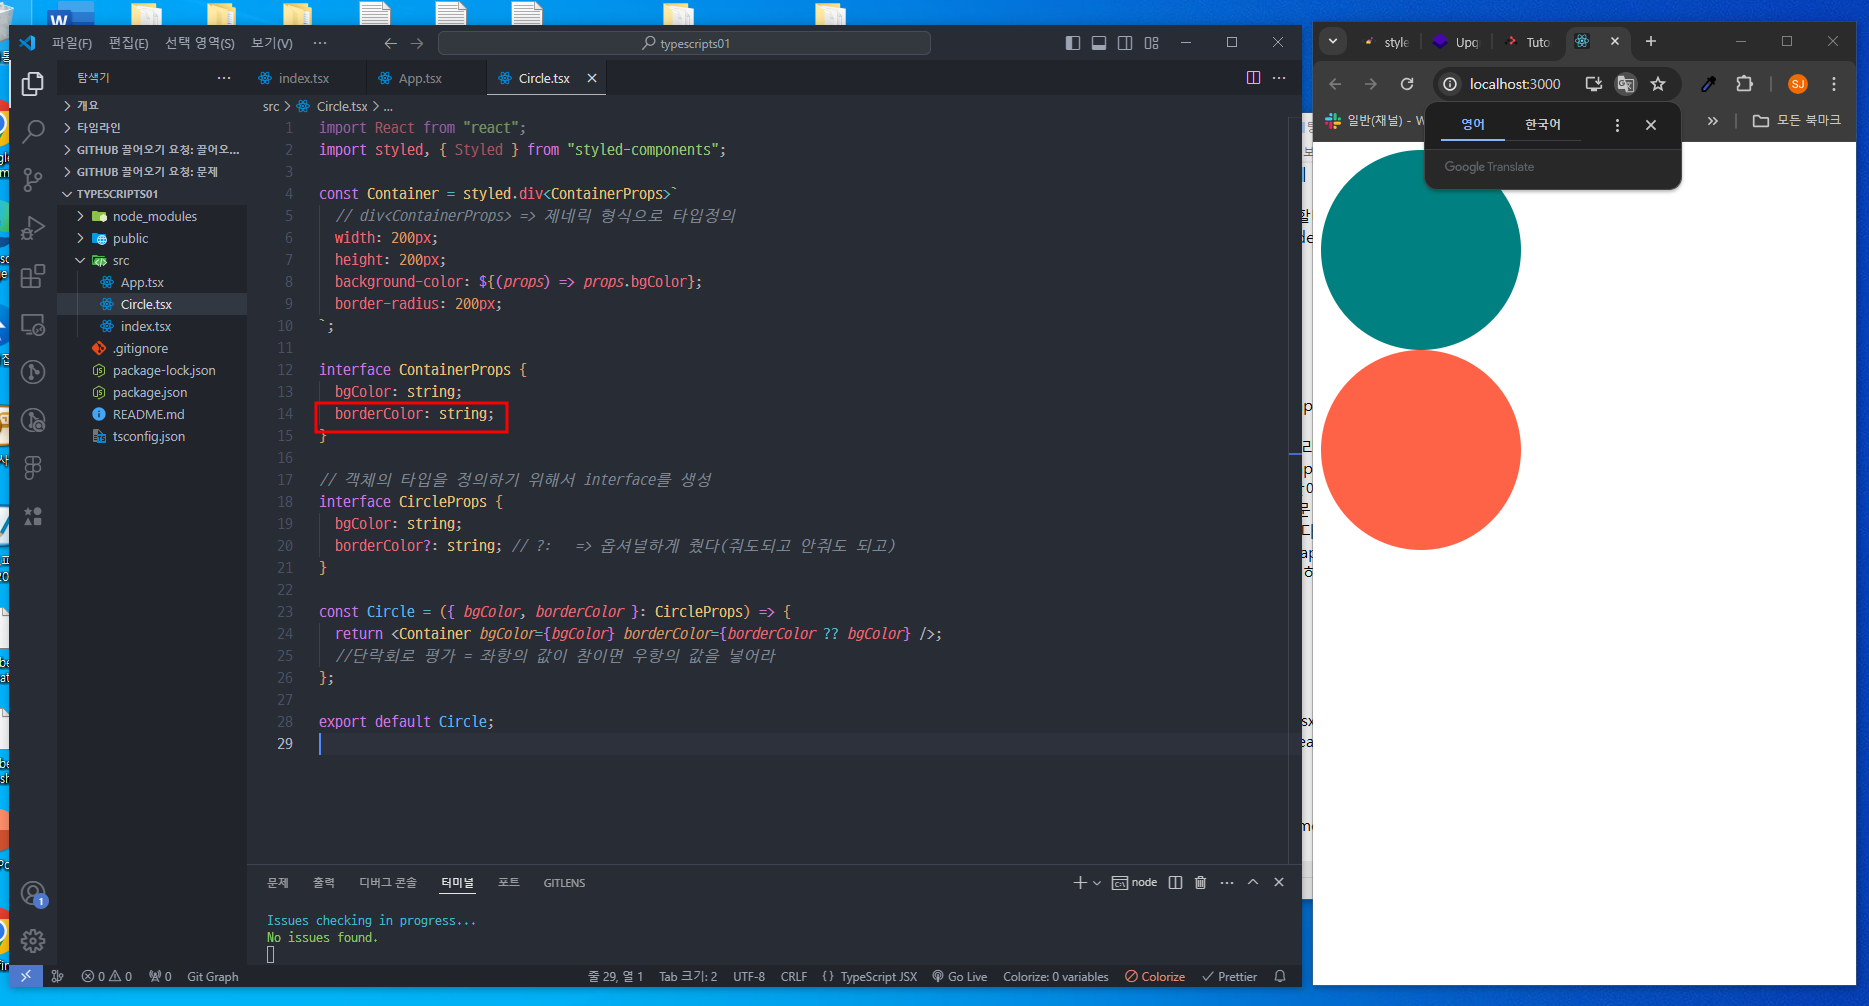 파일(F) 편집(E) 선택 영역(S) 보기(V) ··· typescripts01
탐색기 ···
index.tsx App.tsx Circle.tsx
개요
타임라인
GITHUB 끌어오기 요청: 끌어오...
GITHUB 끌어오기 요청: 문제
TYPESCRIPTS01
node_modules
public
src
App.tsx
Circle.tsx
index.tsx
.gitignore
package-lock.json
package.json
README.md
tsconfig.json
src > Circle.tsx > ...
1 import React from "react";
2 import styled, { Styled } from "styled-components";
3
4 const Container = styled.div<ContainerProps>`
5 // div<ContainerProps> => 제네릭 형식으로 타입정의
6 width: 200px;
7 height: 200px;
8 background-color: ${(props) => props.bgColor};
9 border-radius: 200px;
10 `;
11
12 interface ContainerProps {
13 bgColor: string;
14 borderColor: string;
15 }
16
17 // 객체의 타입을 정의하기 위해서 interface를 생성
18 interface CircleProps {
19 bgColor: string;
20 borderColor?: string; // ?:   => 옵셔널하게 줬다(줘도되고 안줘도 되고)
21 }
22
23 const Circle = ({ bgColor, borderColor }: CircleProps) => {
24 return <Container bgColor={bgColor} borderColor={borderColor ?? bgColor} />;
25 //단락회로 평가 = 좌항의 값이 참이면 우항의 값을 넣어라
26 };
27
28 export default Circle;
29
문제 출력 디버그 콘솔 터미널 포트 GITLENS
node
Issues checking in progress...
No issues found.
1
0 0 0 Git Graph
줄 29, 열 1 Tab 크기: 2 UTF-8 CRLF {} TypeScript JSX Go Live Colorize: 0 variables Colorize Prettier
style Upg Tuto
localhost:3000
SJ
일반(채널) - W
모든 북마크
영어 한국어
Google Translate